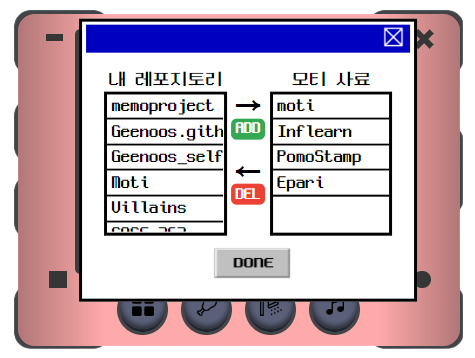 내 레포지토리
모티 사료
memoproject
Geenoos.gith
Geenoos_self
Moti
Villains
ADD
DEL
moti
Inflearn
PomoStamp
Epari
DONE